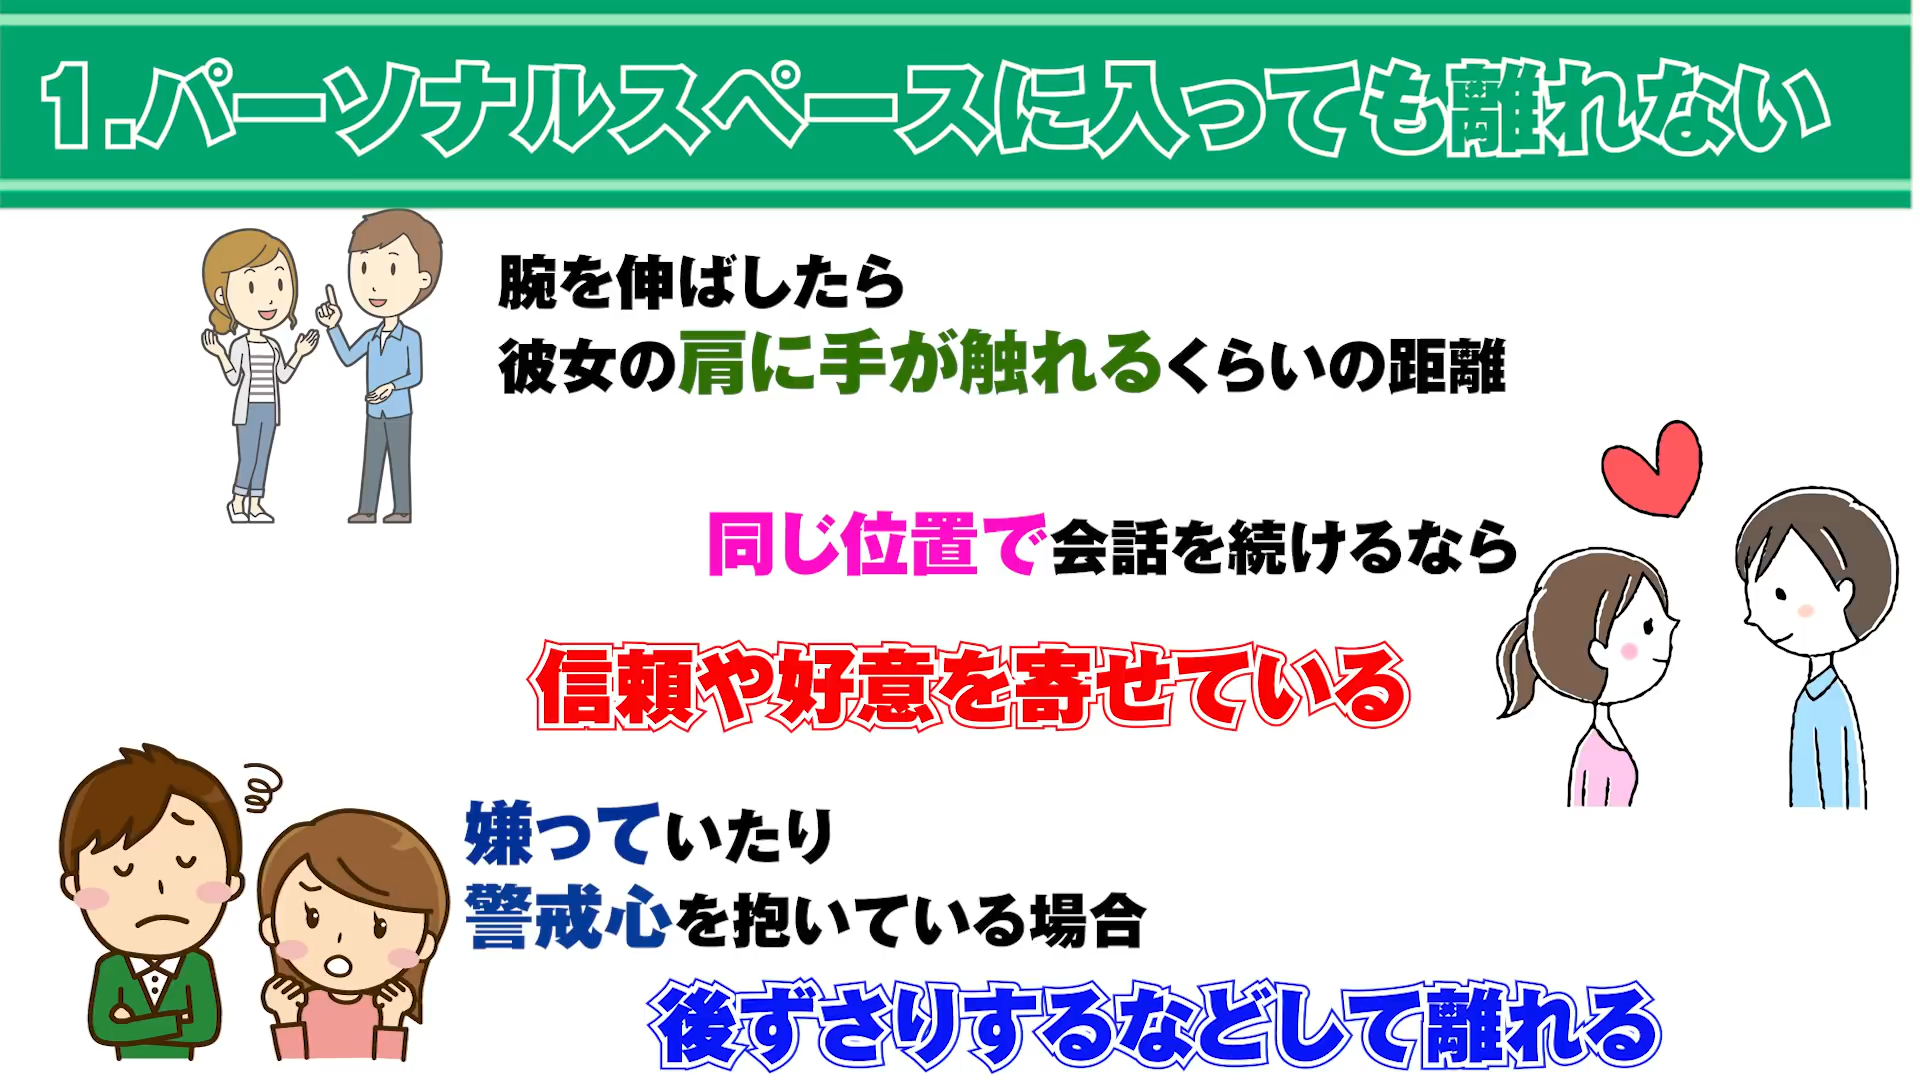 1.パーソナルスペースに入っても離れない
腕を伸ばしたら
彼女の肩に手が触れるくらいの距離
同じ位置で会話を続けるなら
信頼や好意を寄せている
嫌っていたり
警戒心を抱いている場合
後ずさりするなどして離れる